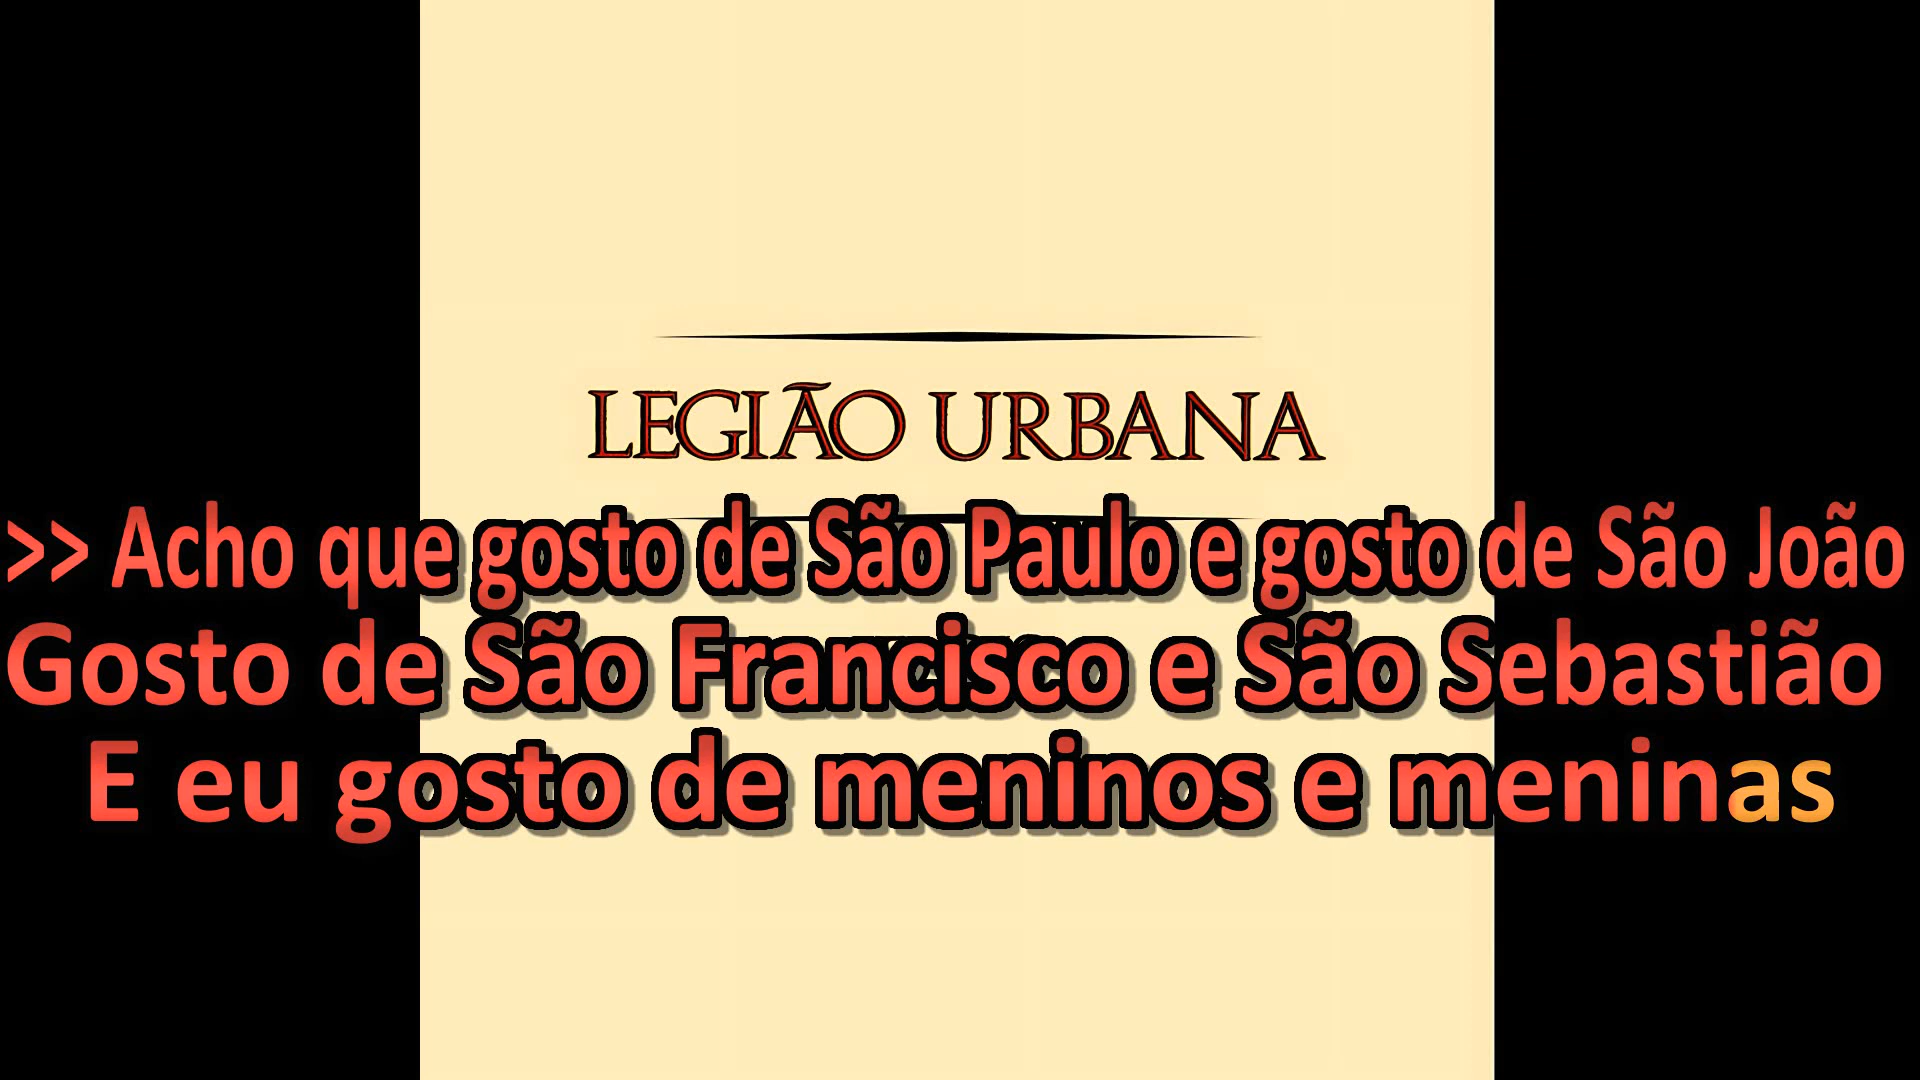 LEGIÃO URBANA
>> Acho que gosto de São Paulo e gosto de São João
Gosto de São Francisco e São Sebastião
E eu gosto de meninos e meninas